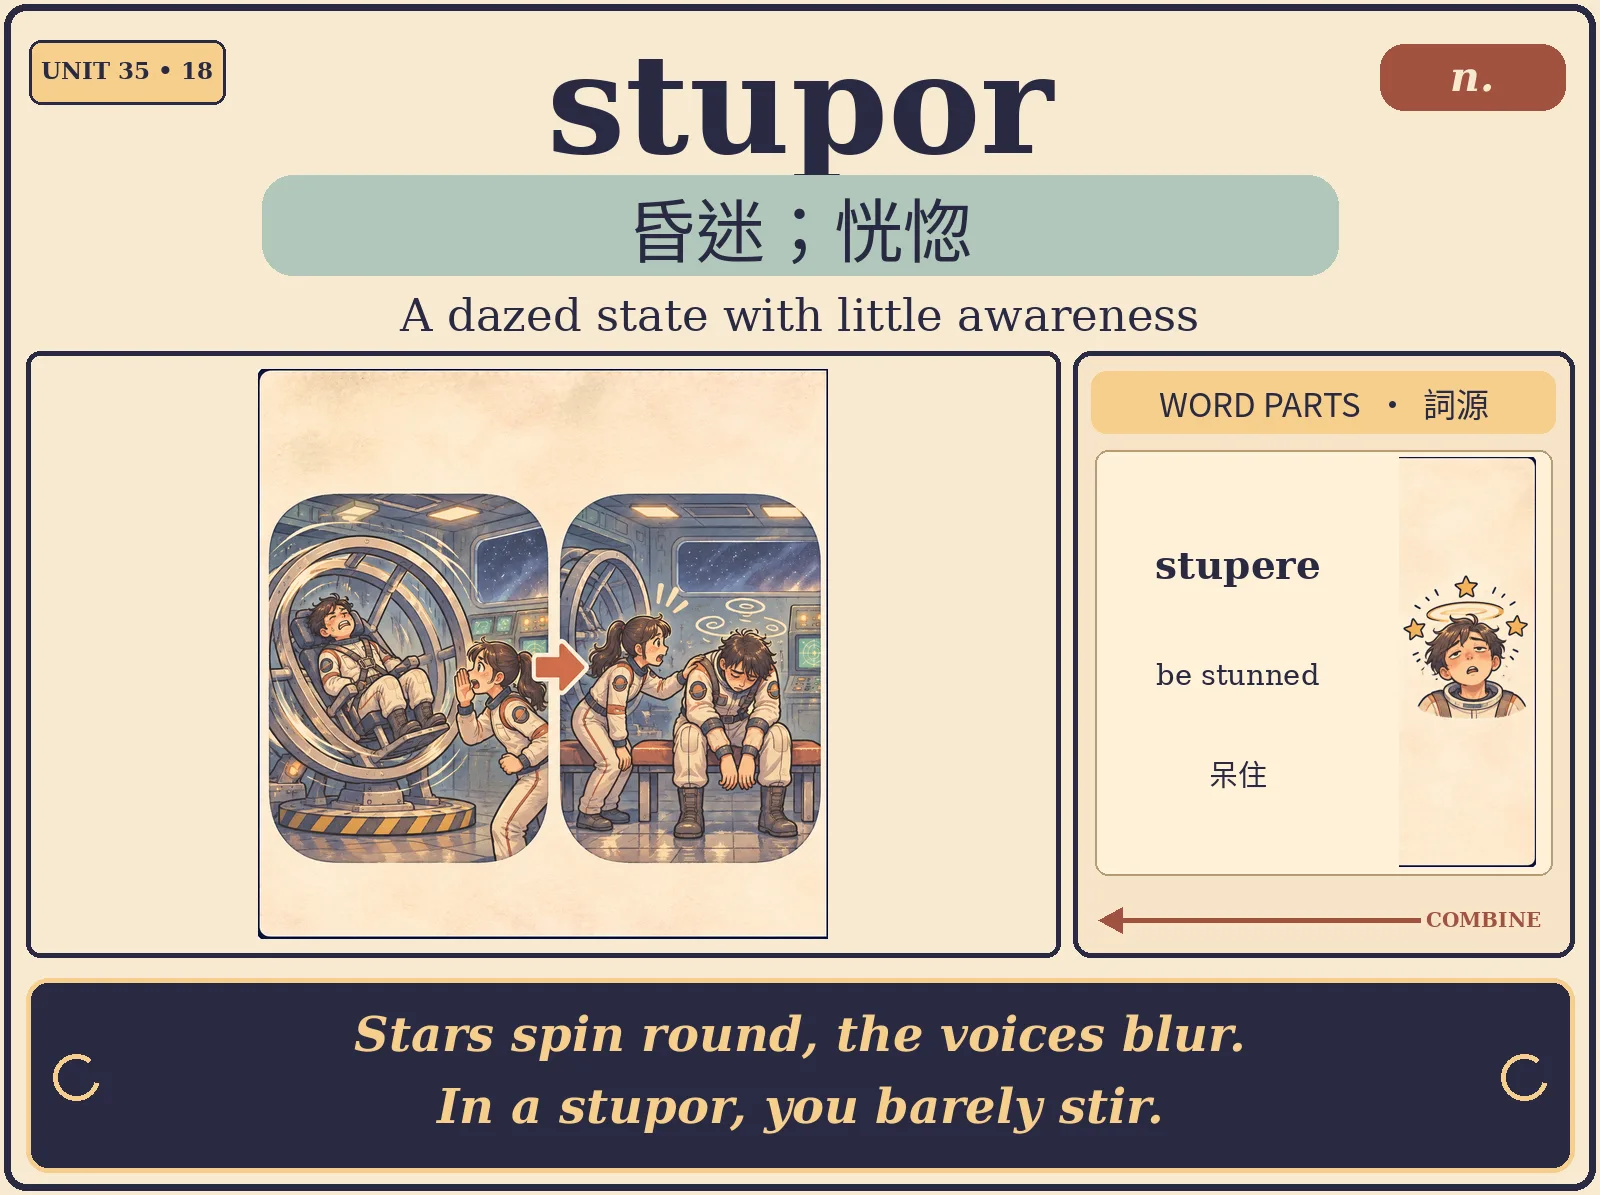 UNIT 35 • 18
stupor
n.
昏迷；恍惚
A dazed state with little awareness
WORD PARTS ・ 詞源
stupere
be stunned
呆住
COMBINE
Stars spin round, the voices blur.
In a stupor, you barely stir.